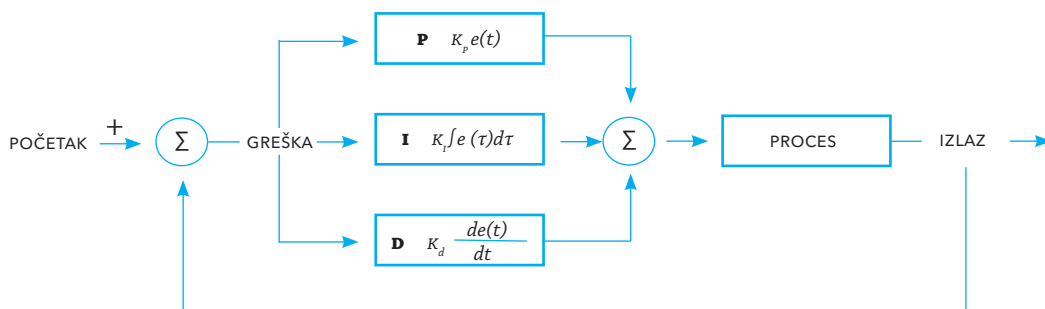 P K_p e(t)
POČETAK + Σ GREŠKA I K_I∫e(τ)dτ Σ PROCES IZLAZ
D K_d de(t)/dt